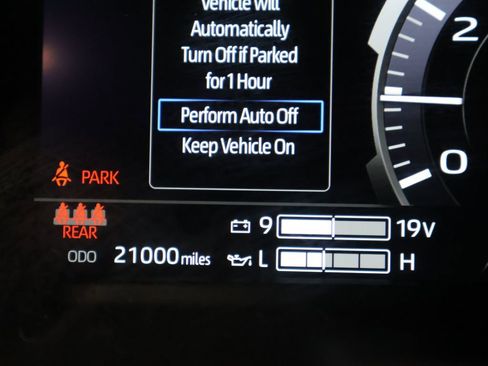 Vehicle Will
Automatically
Turn Off if Parked
for 1 Hour
Perform Auto Off
Keep Vehicle On
2
0
PARK
REAR
9 19V
ODO 21000 miles
L H